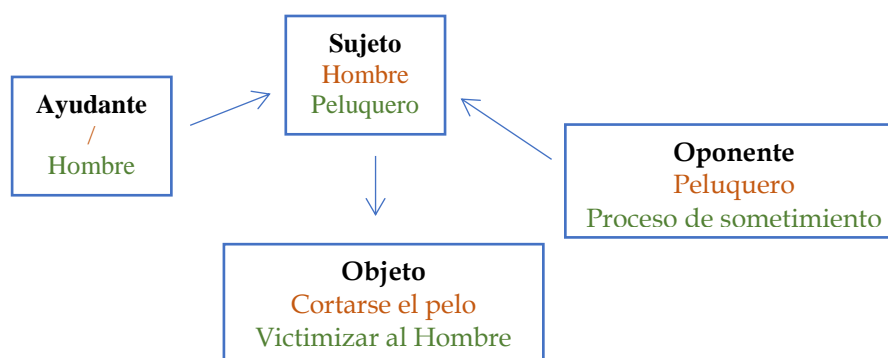 Sujeto
Hombre
Peluquero
Ayudante
/
Hombre
Oponente
Peluquero
Proceso de sometimiento
Objeto
Cortarse el pelo
Victimizar al Hombre